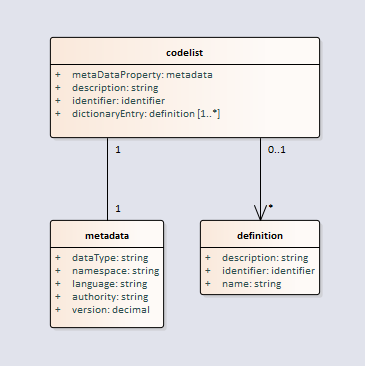 codelist
+ metaDataProperty: metadata
+ description: string
+ identifier: identifier
+ dictionaryEntry: definition [1..*]
1
0..1
1
*
metadata
+ dataType: string
+ namespace: string
+ language: string
+ authority: string
+ version: decimal
definition
+ description: string
+ identifier: identifier
+ name: string